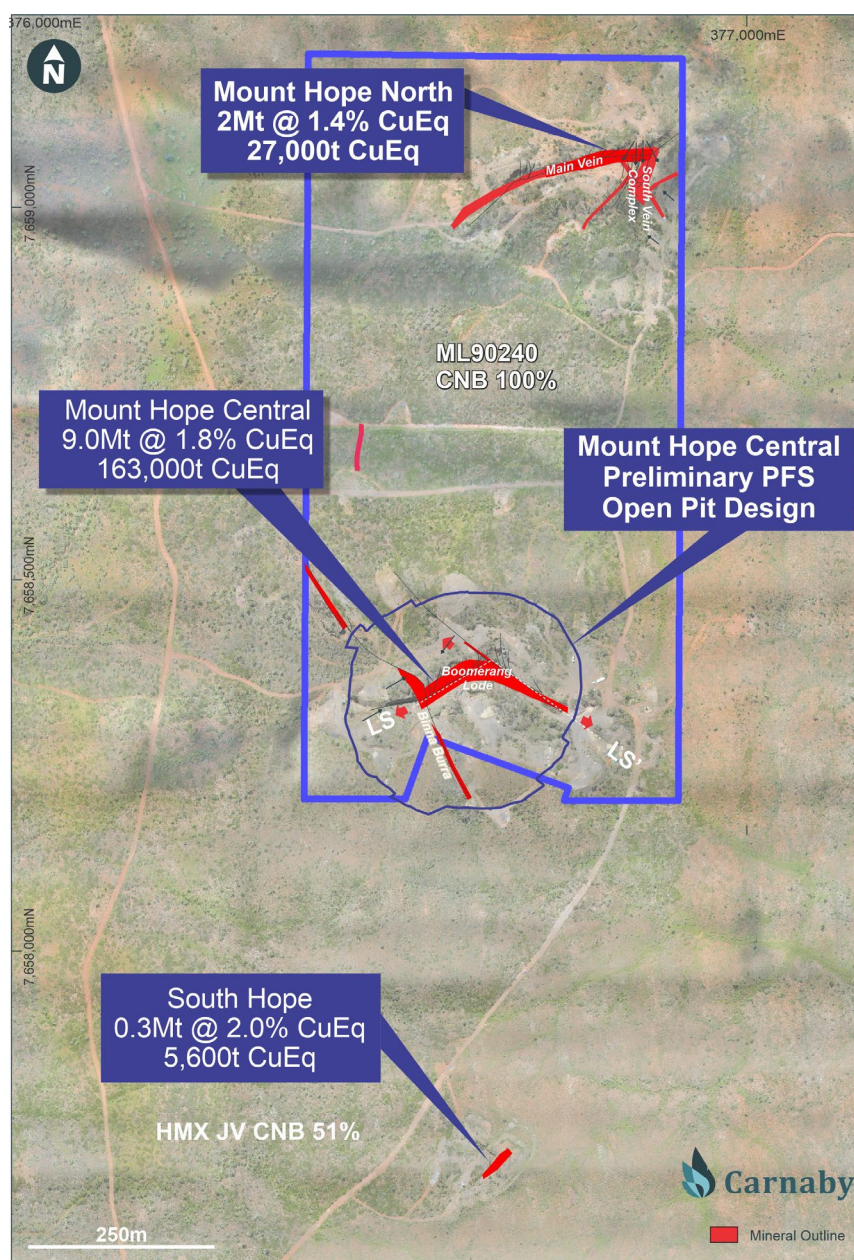 376,000mE
377,000mE
N
Mount Hope North
2Mt @ 1.4% CuEq
27,000t CuEq
Main Vein
South Vein
Complex
7,659,000mN
ML90240
CNB 100%
Mount Hope Central
9.0Mt @ 1.8% CuEq
163,000t CuEq
Mount Hope Central
Preliminary PFS
Open Pit Design
7,658,500mN
Boomerang
Lode
LS
Binna Burra
LS'
7,658,000mN
South Hope
0.3Mt @ 2.0% CuEq
5,600t CuEq
HMX JV CNB 51%
Carnaby
250m
Mineral Outline